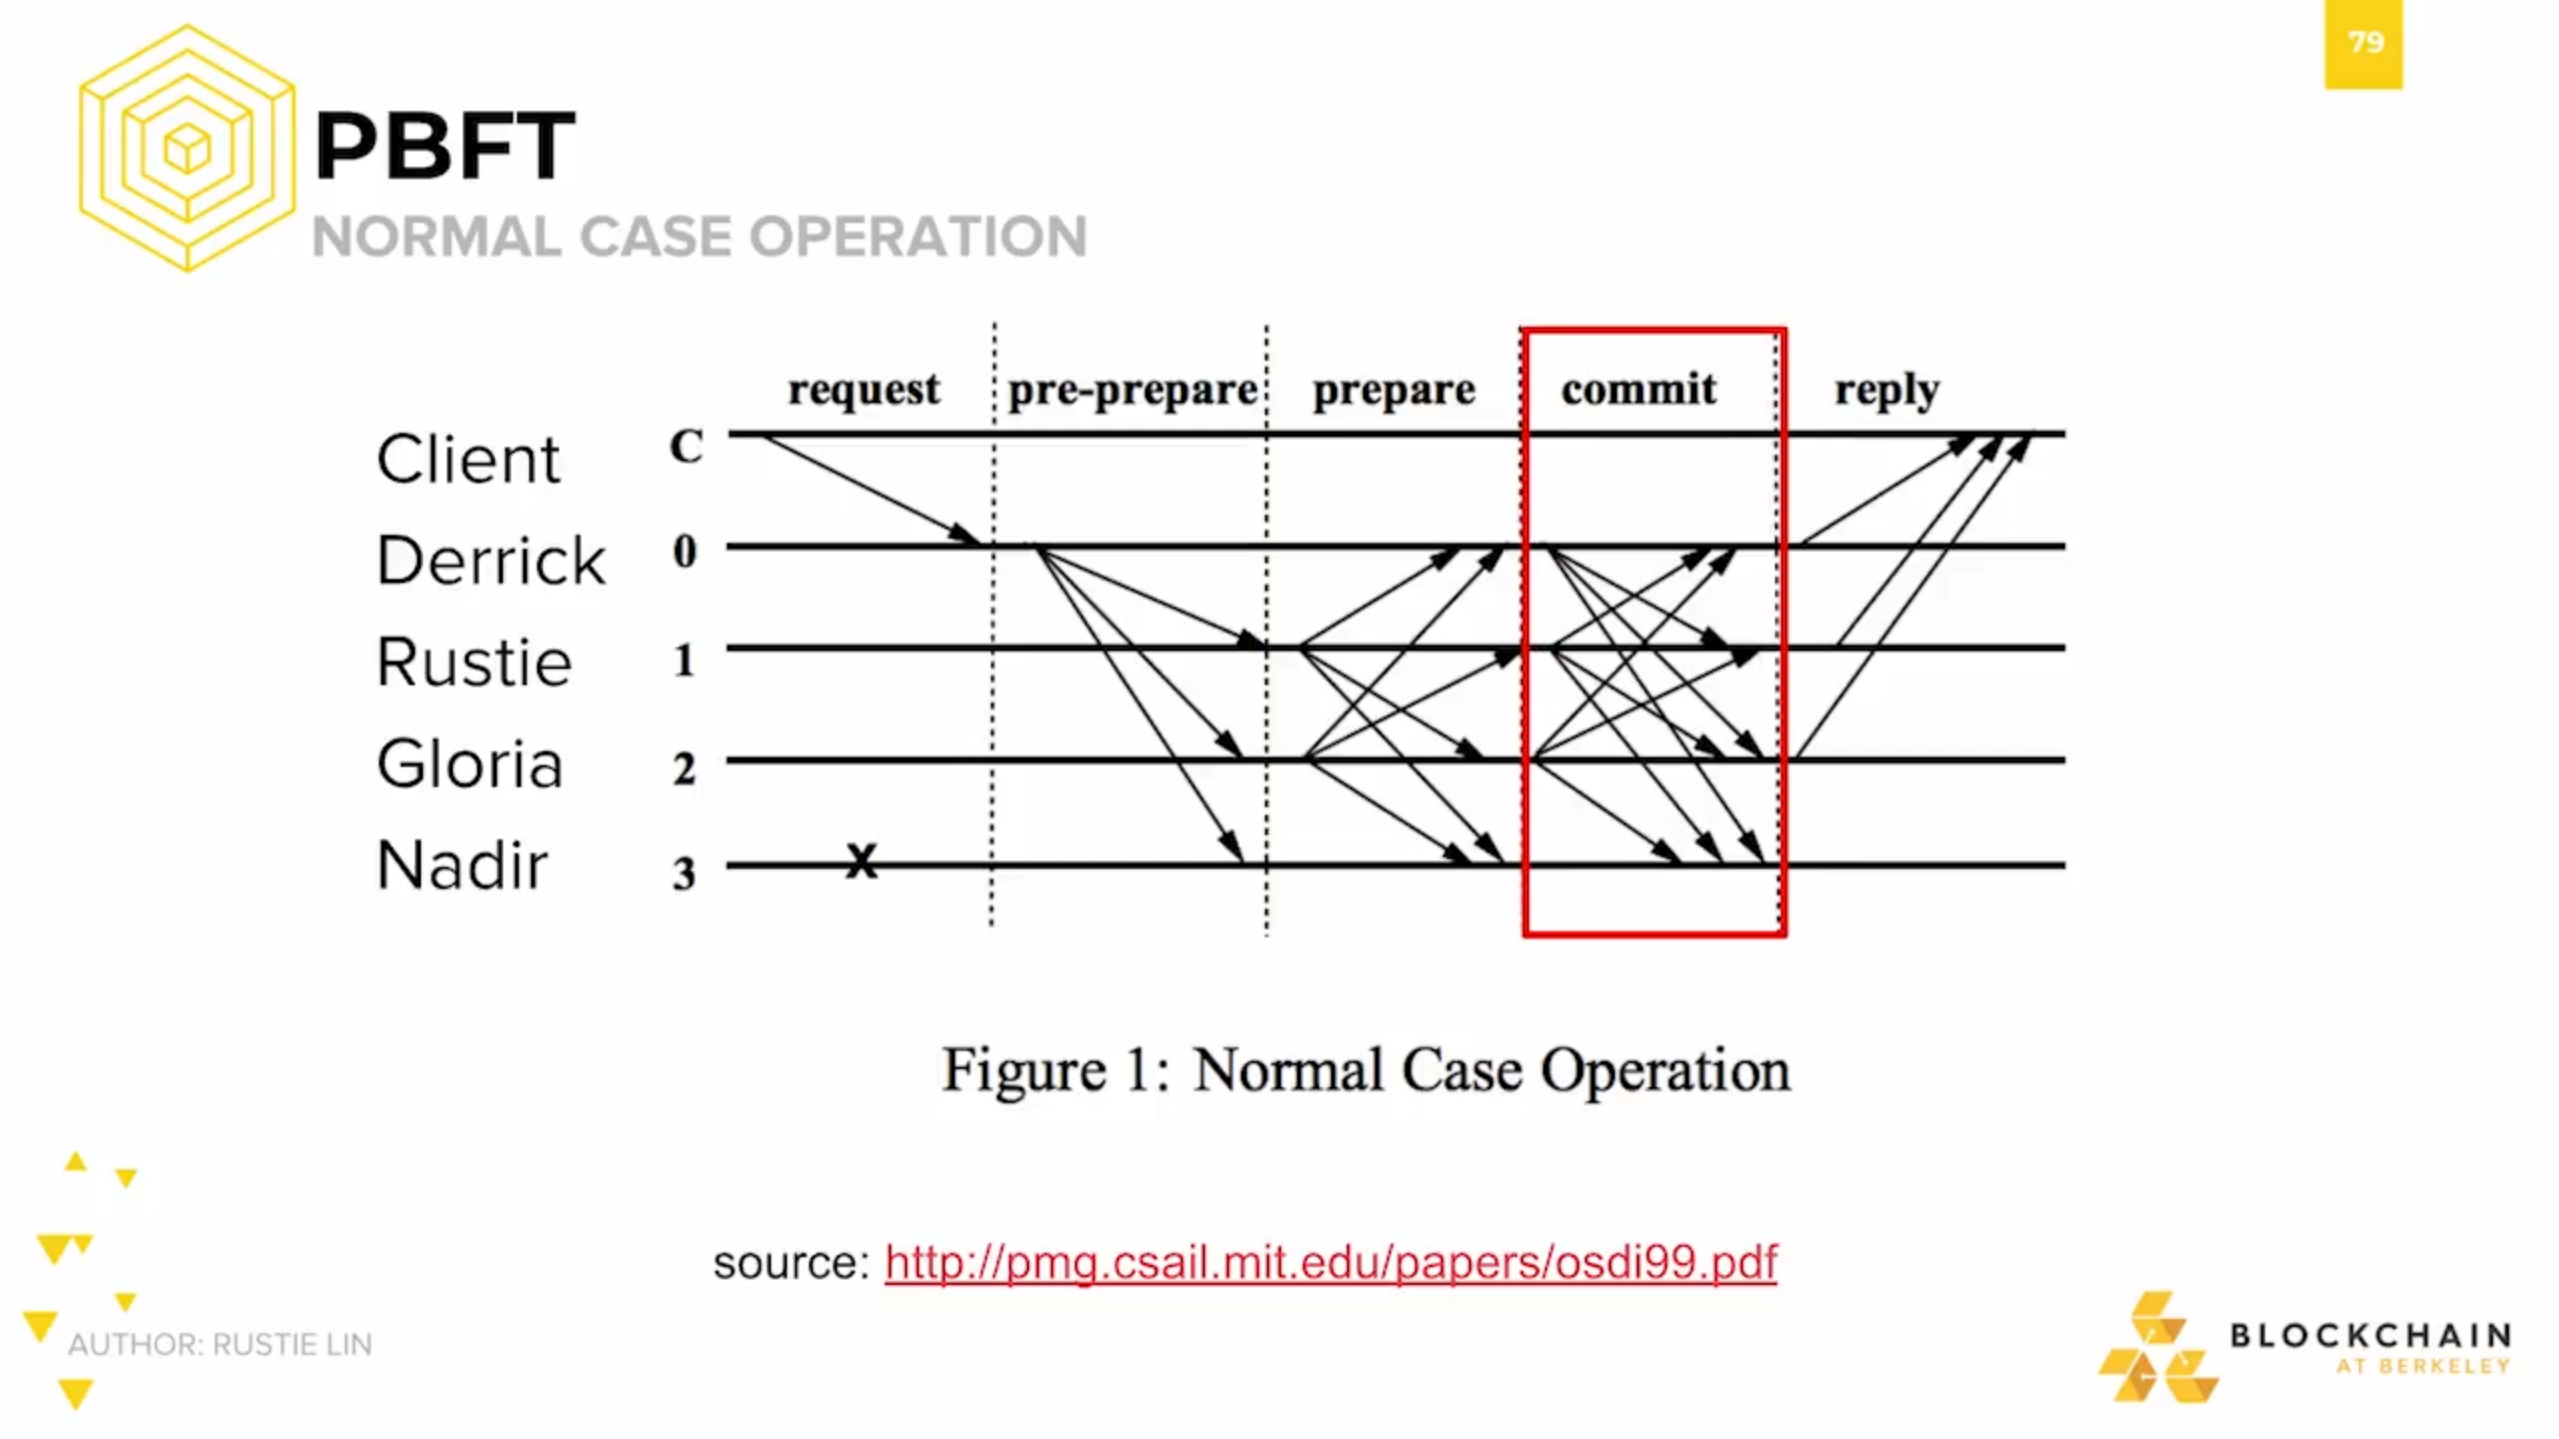 79
PBFT
NORMAL CASE OPERATION
request pre-prepare prepare commit reply
Client C
Derrick 0
Rustie 1
Gloria 2
Nadir 3 X
Figure 1: Normal Case Operation
source: http://pmg.csail.mit.edu/papers/osdi99.pdf
AUTHOR: RUSTIE LIN
BLOCKCHAIN
AT BERKELEY